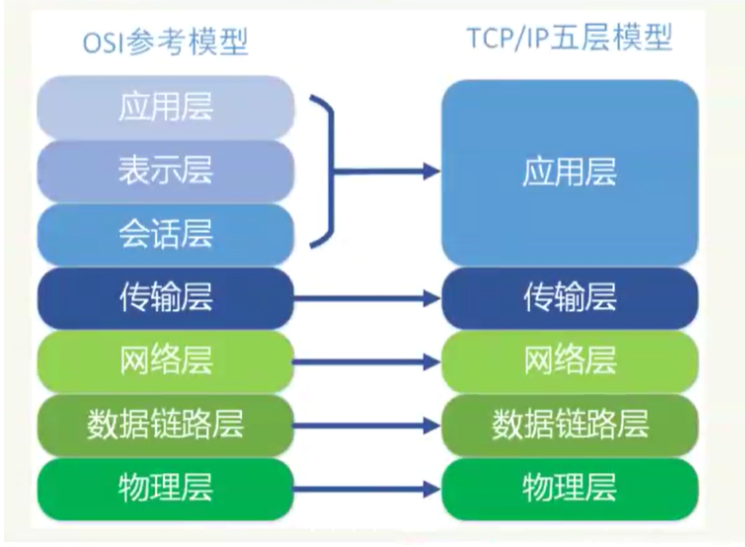 OSI参考模型
TCP/IP五层模型
应用层
表示层
会话层
传输层
网络层
数据链路层
物理层
应用层
传输层
网络层
数据链路层
物理层